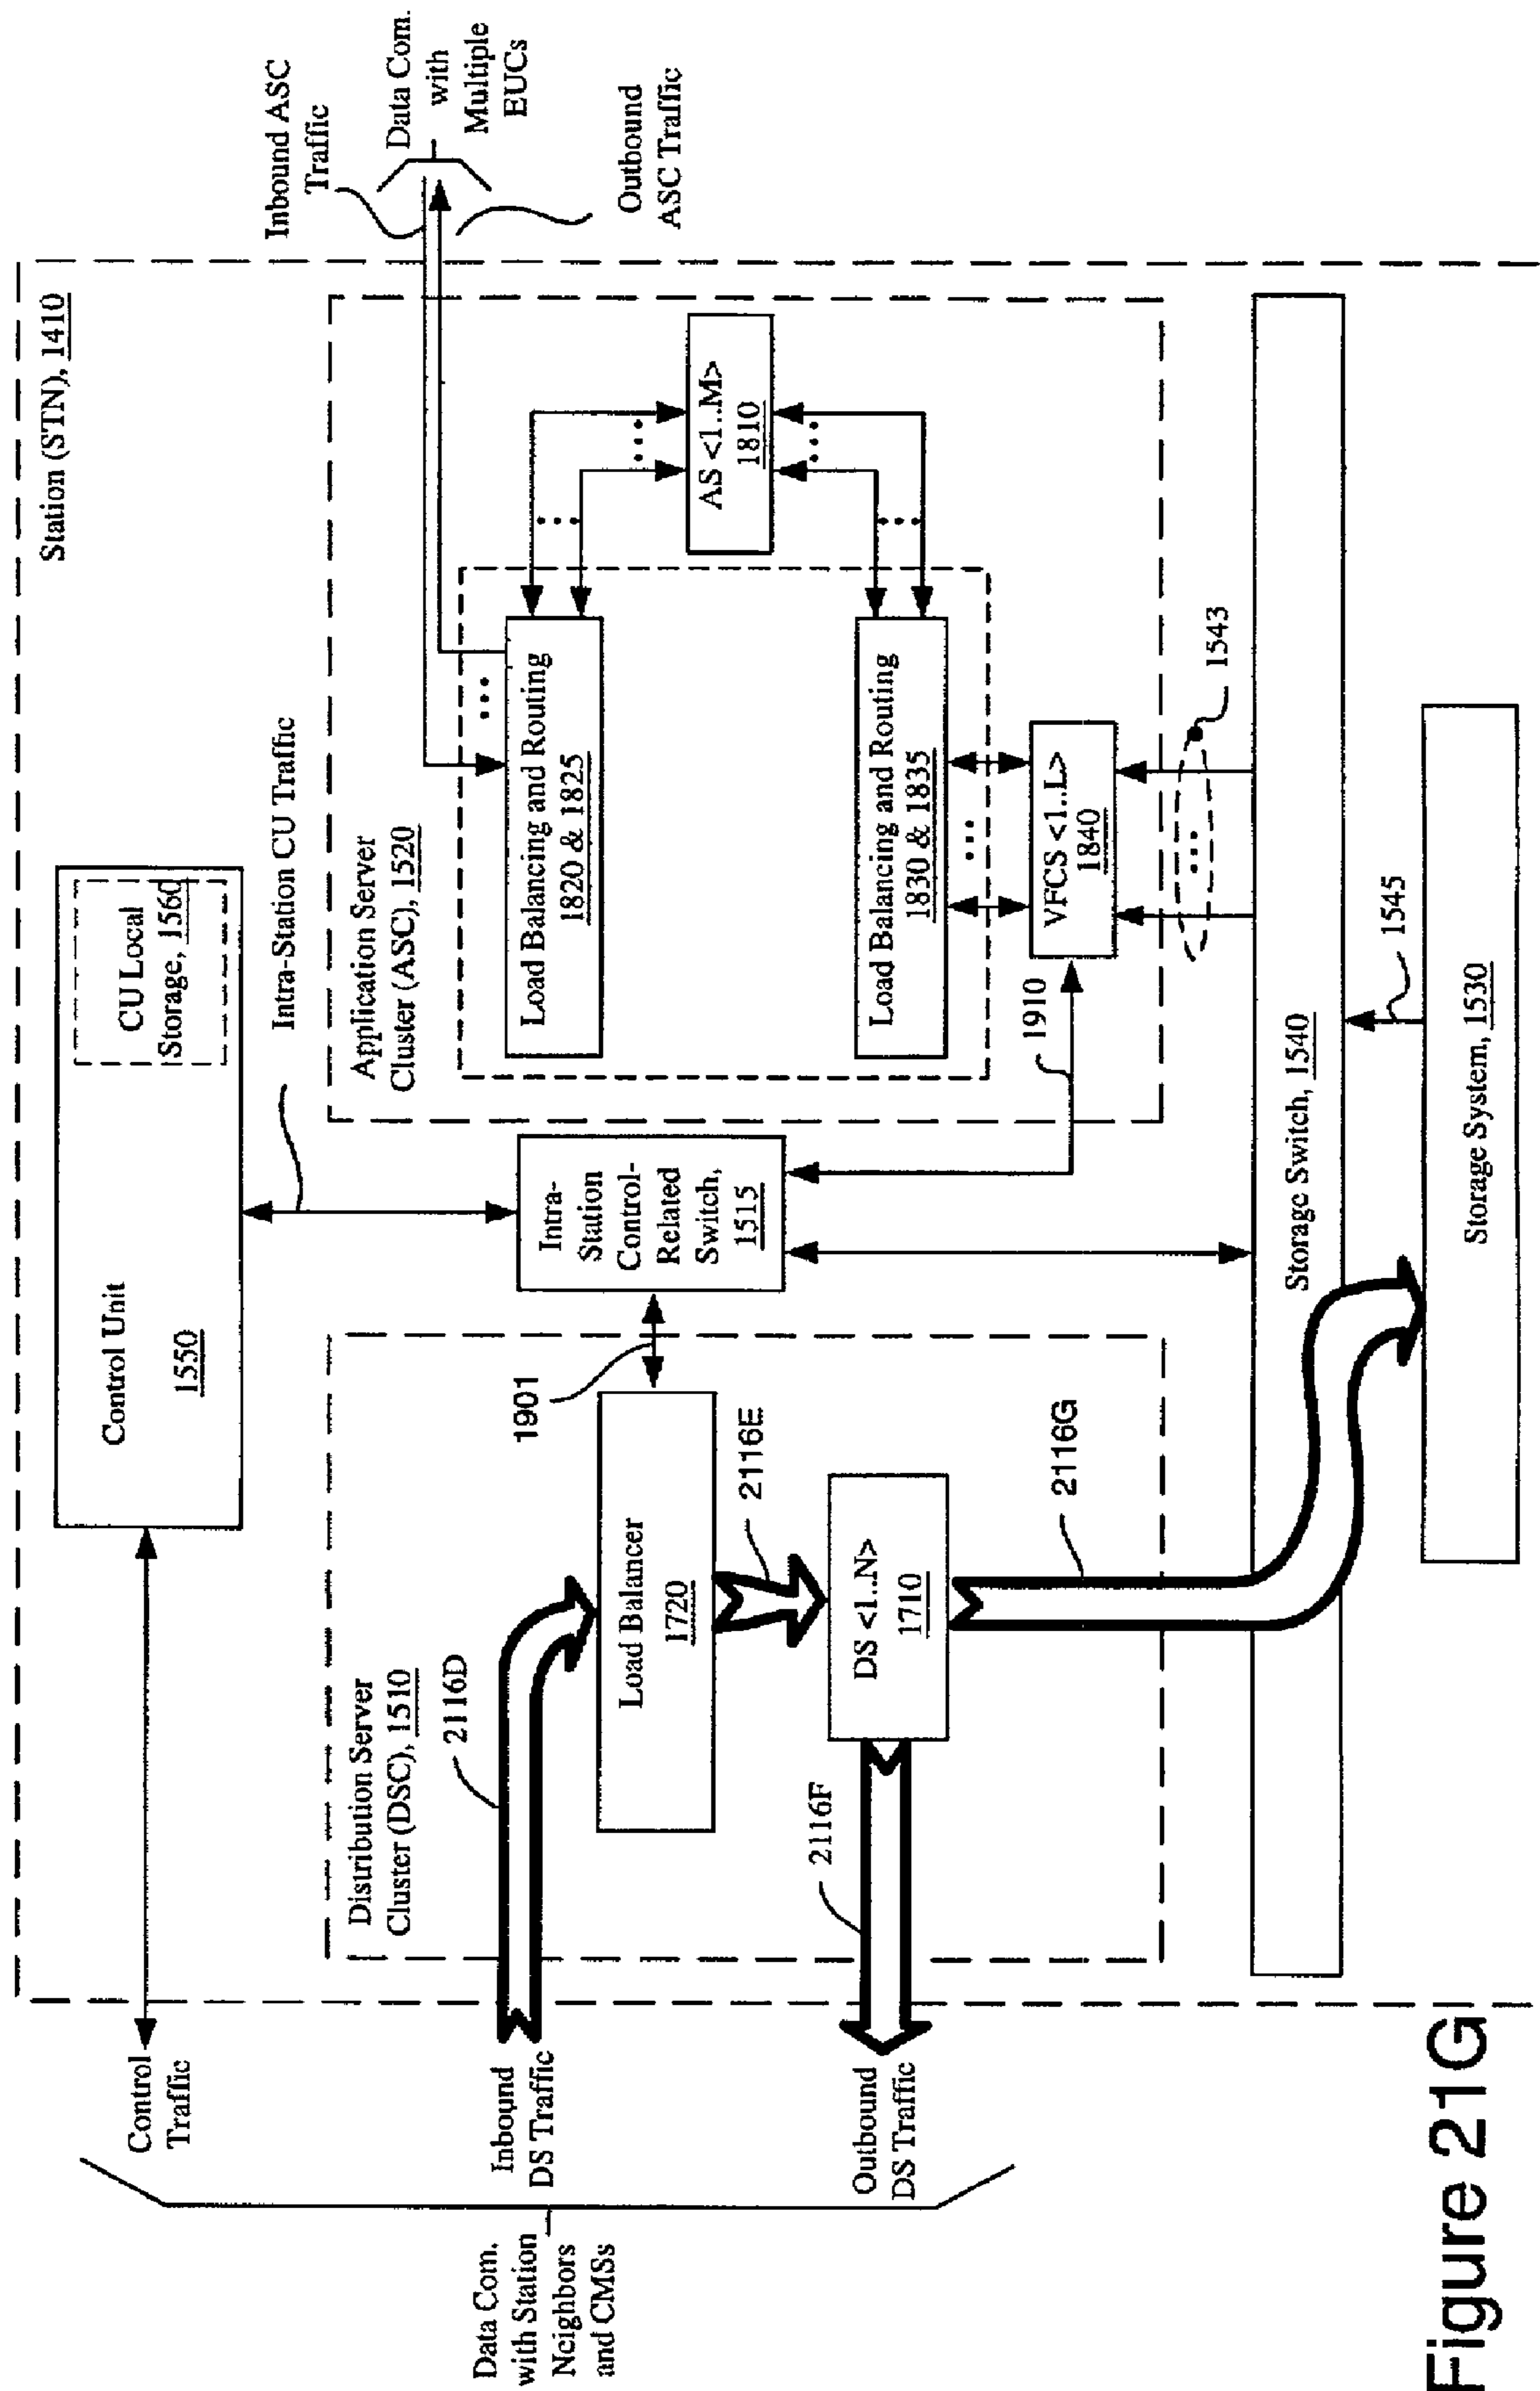 Station (STN), 1410
Control
Traffic
Control Unit
1550
CU Local
Storage, 1560
Intra-Station CU Traffic
Inbound ASC
Traffic
Data Com.
with
Multiple
EUCs
Outbound
ASC Traffic
Data Com.
with Station
Neighbors
and CMSs
Inbound
DS Traffic
Outbound
DS Traffic
Distribution Server
Cluster (DSC), 1510
2116D
Load Balancer
1720
1901
2116E
DS <1..N>
1710
2116F
2116G
Intra-
Station
Control-
Related
Switch,
1515
Application Server
Cluster (ASC), 1520
Load Balancing and Routing
1820 & 1825
AS <1..M>
1810
Load Balancing and Routing
1830 & 1835
VFCS <1..L>
1840
1910
1543
Storage Switch, 1540
1545
Storage System, 1530
Figure 21G